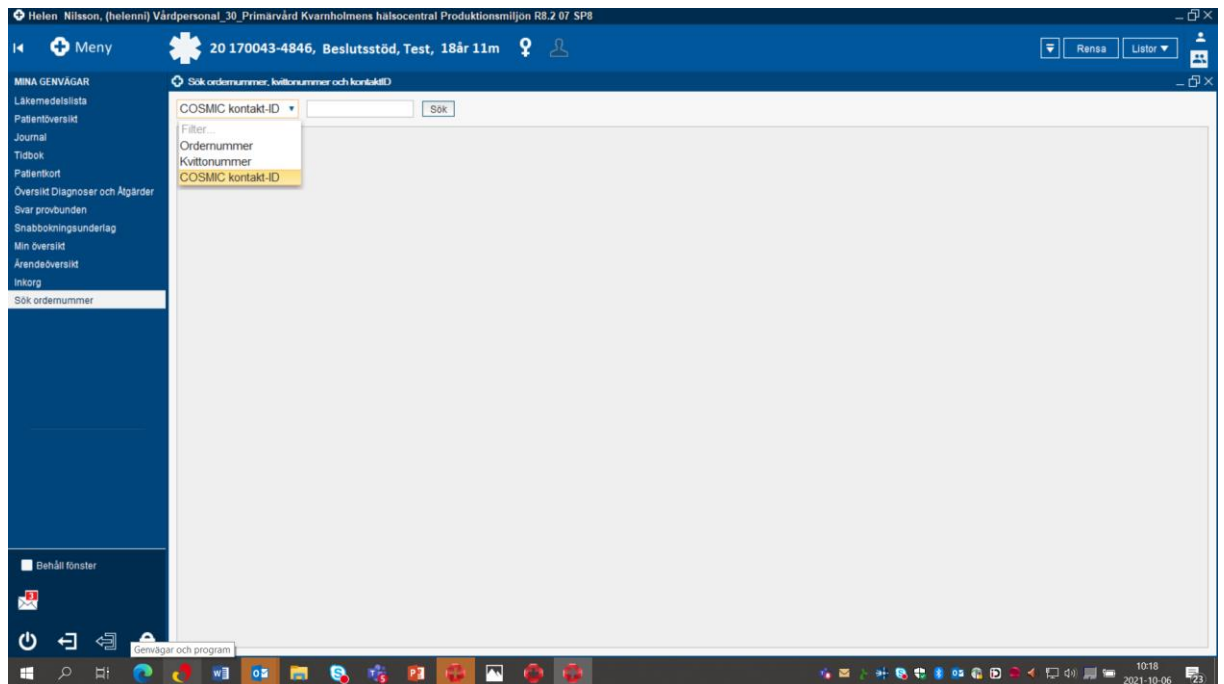 Helen Nilsson, (helenni) Vårdpersonal_30_Primärvård Kvarnholmens hälsocentral Produktionsmiljön R8.2 07 SP8
Meny
20 170043-4846, Beslutsstöd, Test, 18år 11m
Rensa
Listor
MINA GENVÄGAR
Sök ordernummer, kvittonummer och kontaktID
Läkemedelslista
Patientöversikt
Journal
Tidbok
Patientkort
Översikt Diagnoser och Åtgärder
Svar provbunden
Snabbokningsunderlag
Min översikt
Ärendeöversikt
Inkorg
Sök ordernummer
COSMIC kontakt-ID
Sök
Filter...
Ordernummer
Kvittonummer
COSMIC kontakt-ID
Behåll fönster
3
Genvägar och program
10:18
2021-10-06
23